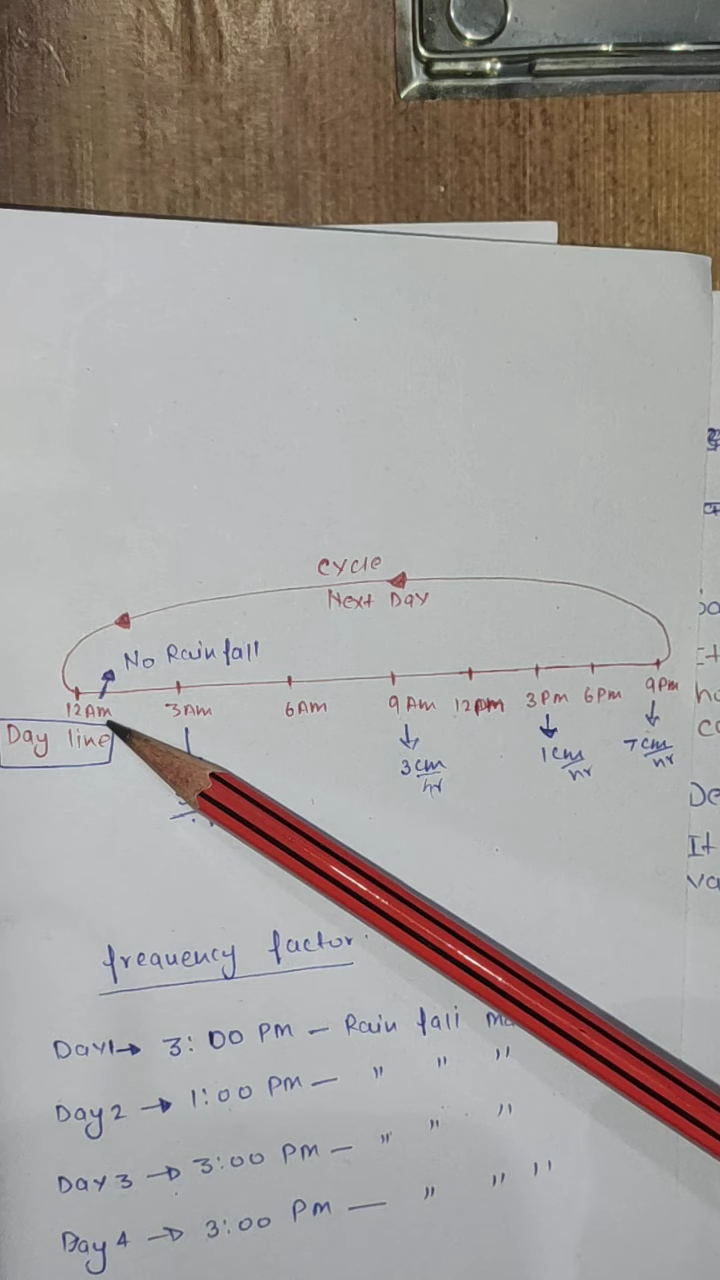 Cycle
Next Day
No Rainfall
12Am 3Am 6Am 9Am 12pm 3Pm 6Pm 9Pm
Day line
3cm/hr 1cm/hr 7cm/hr
frequency factor
Day1→ 3:00 PM — Rain fall
Day2 → 1:00 PM — " " "
Day3 → 3:00 PM — " " "
Day4 → 3:00 PM — " " "
De
It